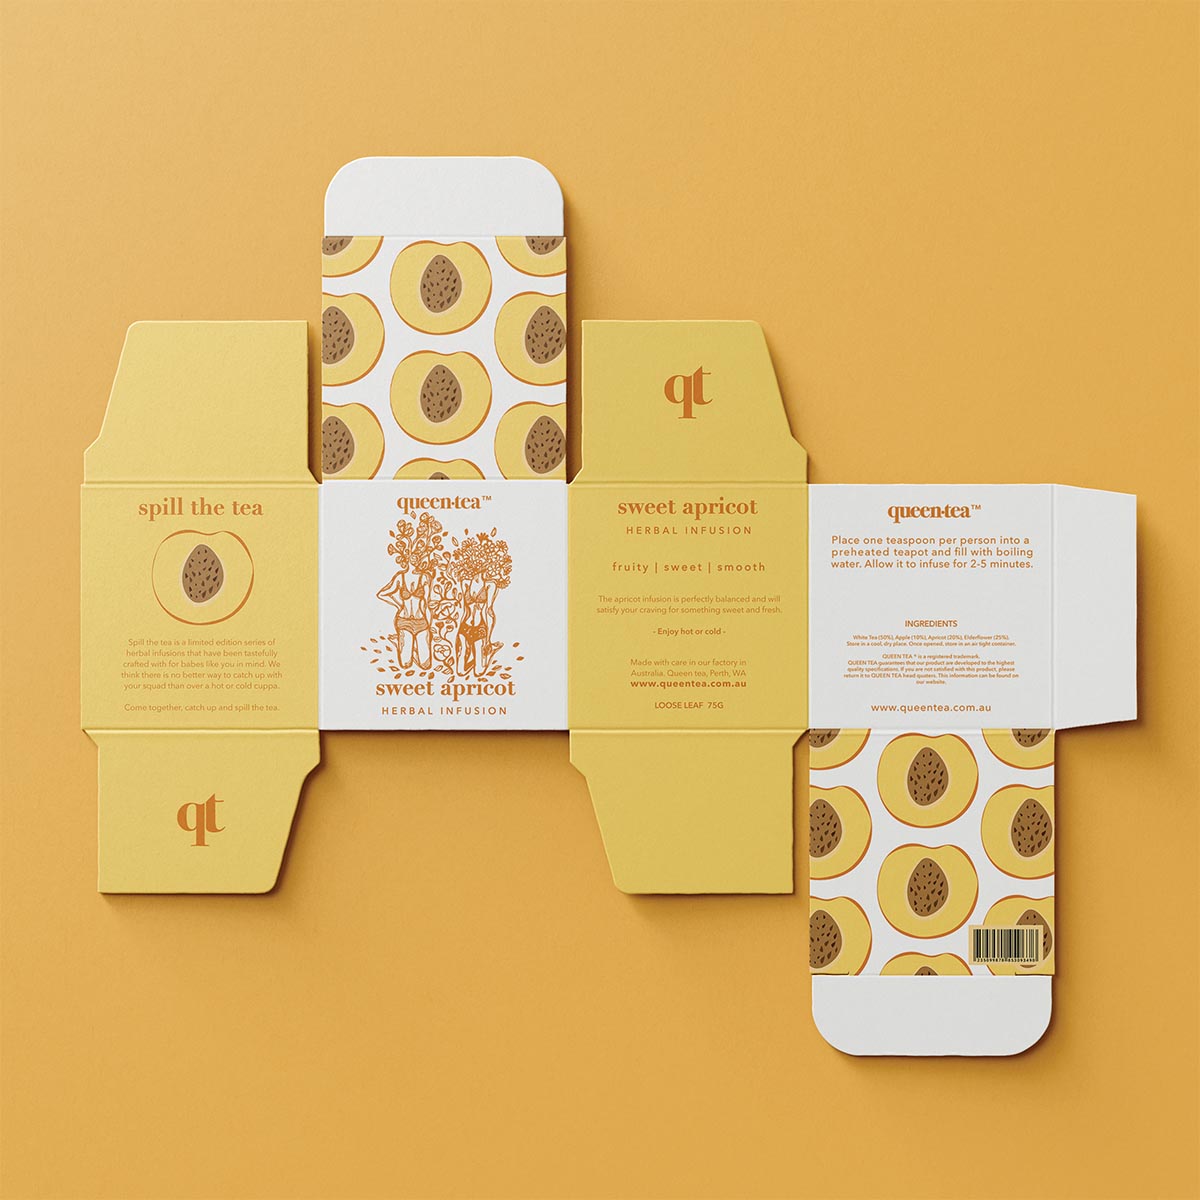 qt
spill the tea
Spill the tea is a limited edition series of
herbal infusions that have been tastefully
crafted with for babes like you in mind. We
think there is no better way to catch up with
your squad than over a hot or cold cuppa.
Come together, catch up and spill the tea.
queen·tea™
sweet apricot
HERBAL INFUSION
sweet apricot
HERBAL INFUSION
fruity | sweet | smooth
The apricot infusion is perfectly balanced and will
satisfy your craving for something sweet and fresh.
- Enjoy hot or cold -
Made with care in our factory in
Australia. Queen tea, Perth, WA
www.queentea.com.au
LOOSE LEAF 75G
queen·tea™
Place one teaspoon per person into a
preheated teapot and fill with boiling
water. Allow it to infuse for 2-5 minutes.
INGREDIENTS
White Tea (50%), Apple (10%), Apricot (20%), Elderflower (25%).
Store in a cool, dry place. Once opened, store in an air tight container.
QUEEN TEA ® is a registered trademark.
QUEEN TEA guarantees that our product are developed to the highest
quality specifications. If you are not satisfied with this product, please
return it to QUEEN TEA head quaters. This information can be found on
our website.
www.queentea.com.au
qt